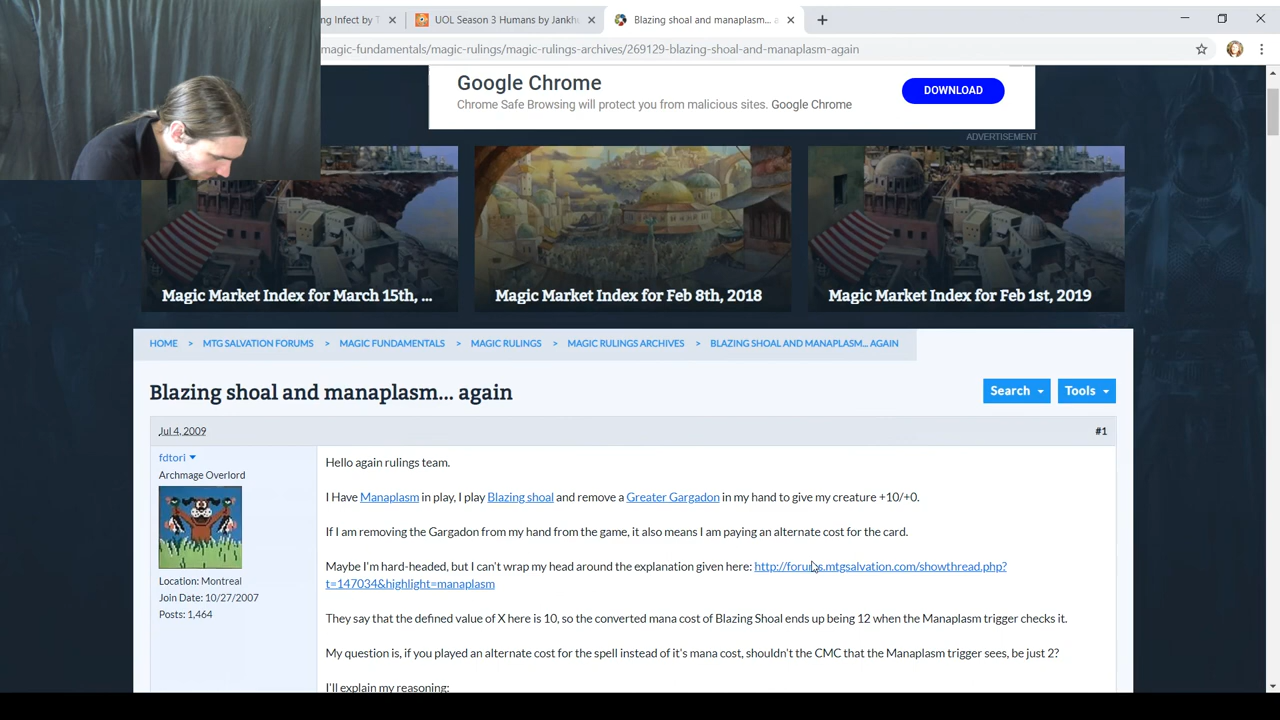 ng Infect by T
UOL Season 3 Humans by Jankh
Blazing shoal and manaplasm... a
magic-fundamentals/magic-rulings/magic-rulings-archives/269129-blazing-shoal-and-manaplasm-again
Google Chrome
Chrome Safe Browsing will protect you from malicious sites. Google Chrome
DOWNLOAD
ADVERTISEMENT
Magic Market Index for March 15th, ...
Magic Market Index for Feb 8th, 2018
Magic Market Index for Feb 1st, 2019
HOME > MTG SALVATION FORUMS > MAGIC FUNDAMENTALS > MAGIC RULINGS > MAGIC RULINGS ARCHIVES > BLAZING SHOAL AND MANAPLASM... AGAIN
Blazing shoal and manaplasm... again
Search
Tools
Jul 4, 2009
#1
fdtori
Archmage Overlord
Location: Montreal
Join Date: 10/27/2007
Posts: 1,464
Hello again rulings team.
I Have Manaplasm in play, I play Blazing shoal and remove a Greater Gargadon in my hand to give my creature +10/+0.
If I am removing the Gargadon from my hand from the game, it also means I am paying an alternate cost for the card.
Maybe I'm hard-headed, but I can't wrap my head around the explanation given here: http://forums.mtgsalvation.com/showthread.php?
t=147034&highlight=manaplasm
They say that the defined value of X here is 10, so the converted mana cost of Blazing Shoal ends up being 12 when the Manaplasm trigger checks it.
My question is, if you played an alternate cost for the spell instead of it's mana cost, shouldn't the CMC that the Manaplasm trigger sees, be just 2?
I'll explain my reasoning: